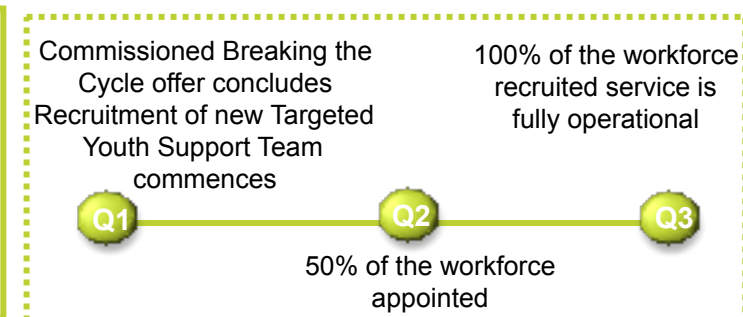 Commissioned Breaking the
Cycle offer concludes
Recruitment of new Targeted
Youth Support Team
commences
100% of the workforce
recruited service is
fully operational
Q1
Q2
Q3
50% of the workforce
appointed